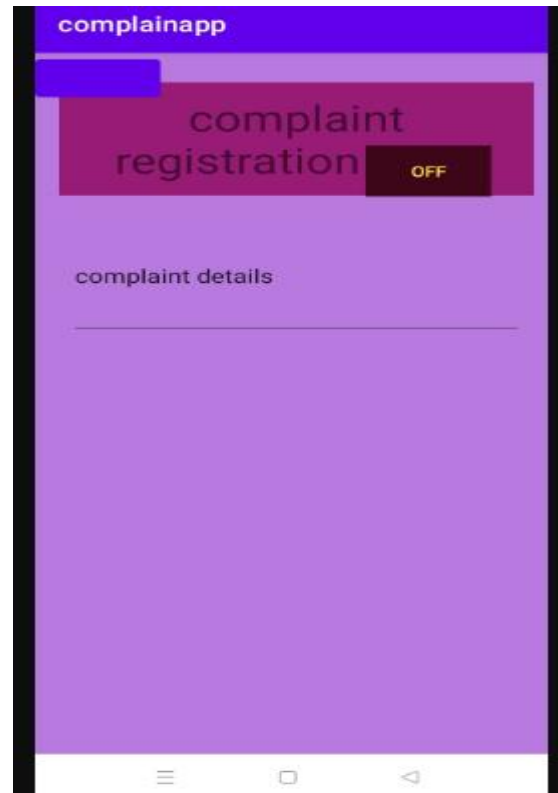 complainapp
complaint
registration
OFF
complaint details